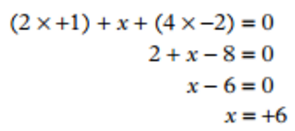 (2 × +1) + x + (4 × −2) = 0
2 + x − 8 = 0
x − 6 = 0
x = +6